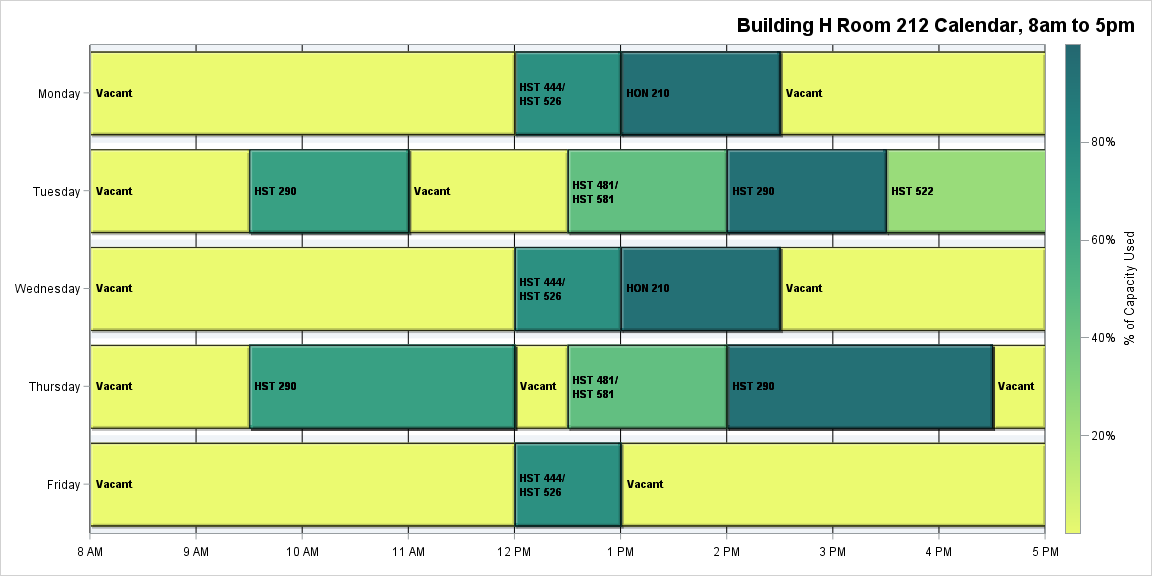 Building H Room 212 Calendar, 8am to 5pm
Monday
Vacant
HST 444/
HST 526
HON 210
Vacant
Tuesday
Vacant
HST 290
Vacant
HST 481/
HST 581
HST 290
HST 522
Wednesday
Vacant
HST 444/
HST 526
HON 210
Vacant
Thursday
Vacant
HST 290
Vacant
HST 481/
HST 581
HST 290
Vacant
Friday
Vacant
HST 444/
HST 526
Vacant
8 AM
9 AM
10 AM
11 AM
12 PM
1 PM
2 PM
3 PM
4 PM
5 PM
80%
60%
40%
20%
% of Capacity Used